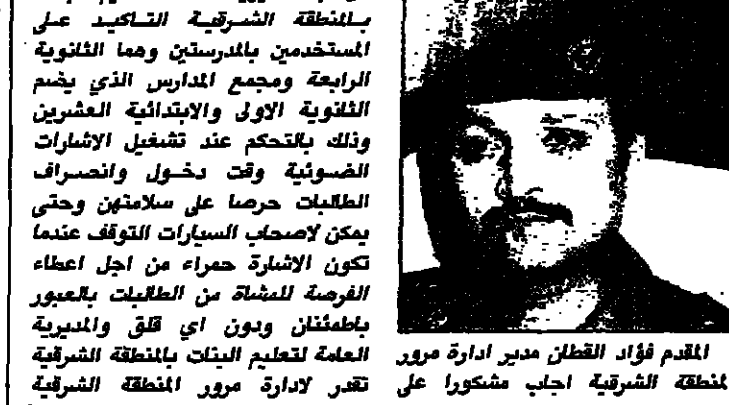 المقدم فؤاد القطان مدير ادارة مرور
المنطقة الشرقية اجاب مشكورا على
بالمنطقة الشرقية التاكيد على
المستخدمين بالمدرستين وهما الثانوية
الرابعة ومجمع المدارس الذي يضم
الثانوية الاولى والابتدائية العشرين
وذلك بالتحكم عند تشغيل الاشارات
الضوئية وقت دخول وانصراف
الطالبات حرصا على سلامتهن وحتى
يمكن لاصحاب السيارات التوقف عندما
تكون الاشارة حمراء من اجل اعطاء
الفرصة للمشاة من الطالبات بالعبور
باطمئنان ودون اي قلق والمديرية
العامة لتعليم البنات بالمنطقة الشرقية
تقدر لادارة مرور المنطقة الشرقية